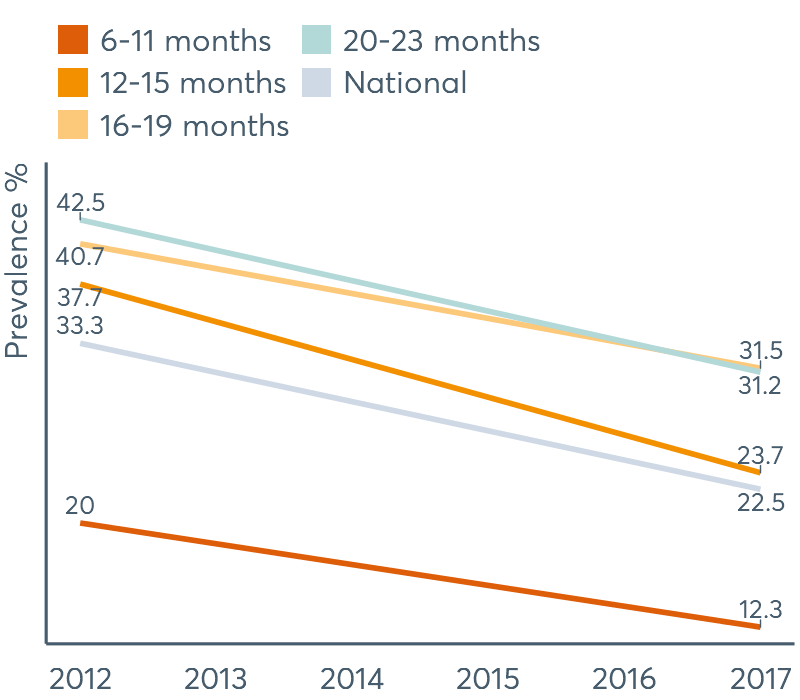 6-11 months
20-23 months
12-15 months
National
16-19 months
Prevalence %
42.5
40.7
37.7
33.3
20
31.5
31.2
23.7
22.5
12.3
2012 2013 2014 2015 2016 2017